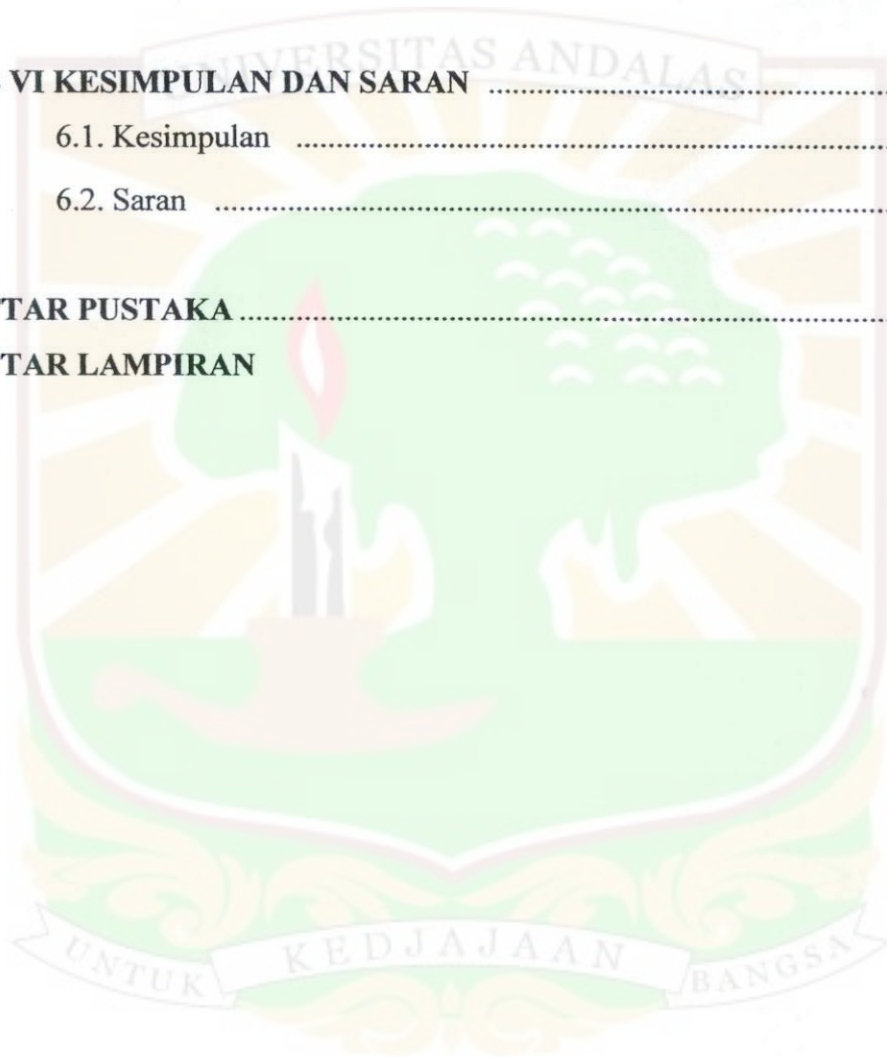 UNIVERSITAS ANDALAS
VI KESIMPULAN DAN SARAN ................................................
6.1. Kesimpulan ................................................................................
6.2. Saran ................................................................................
TAR PUSTAKA ................................................................................
TAR LAMPIRAN
UNTUK KEDJAJAAN BANGSA